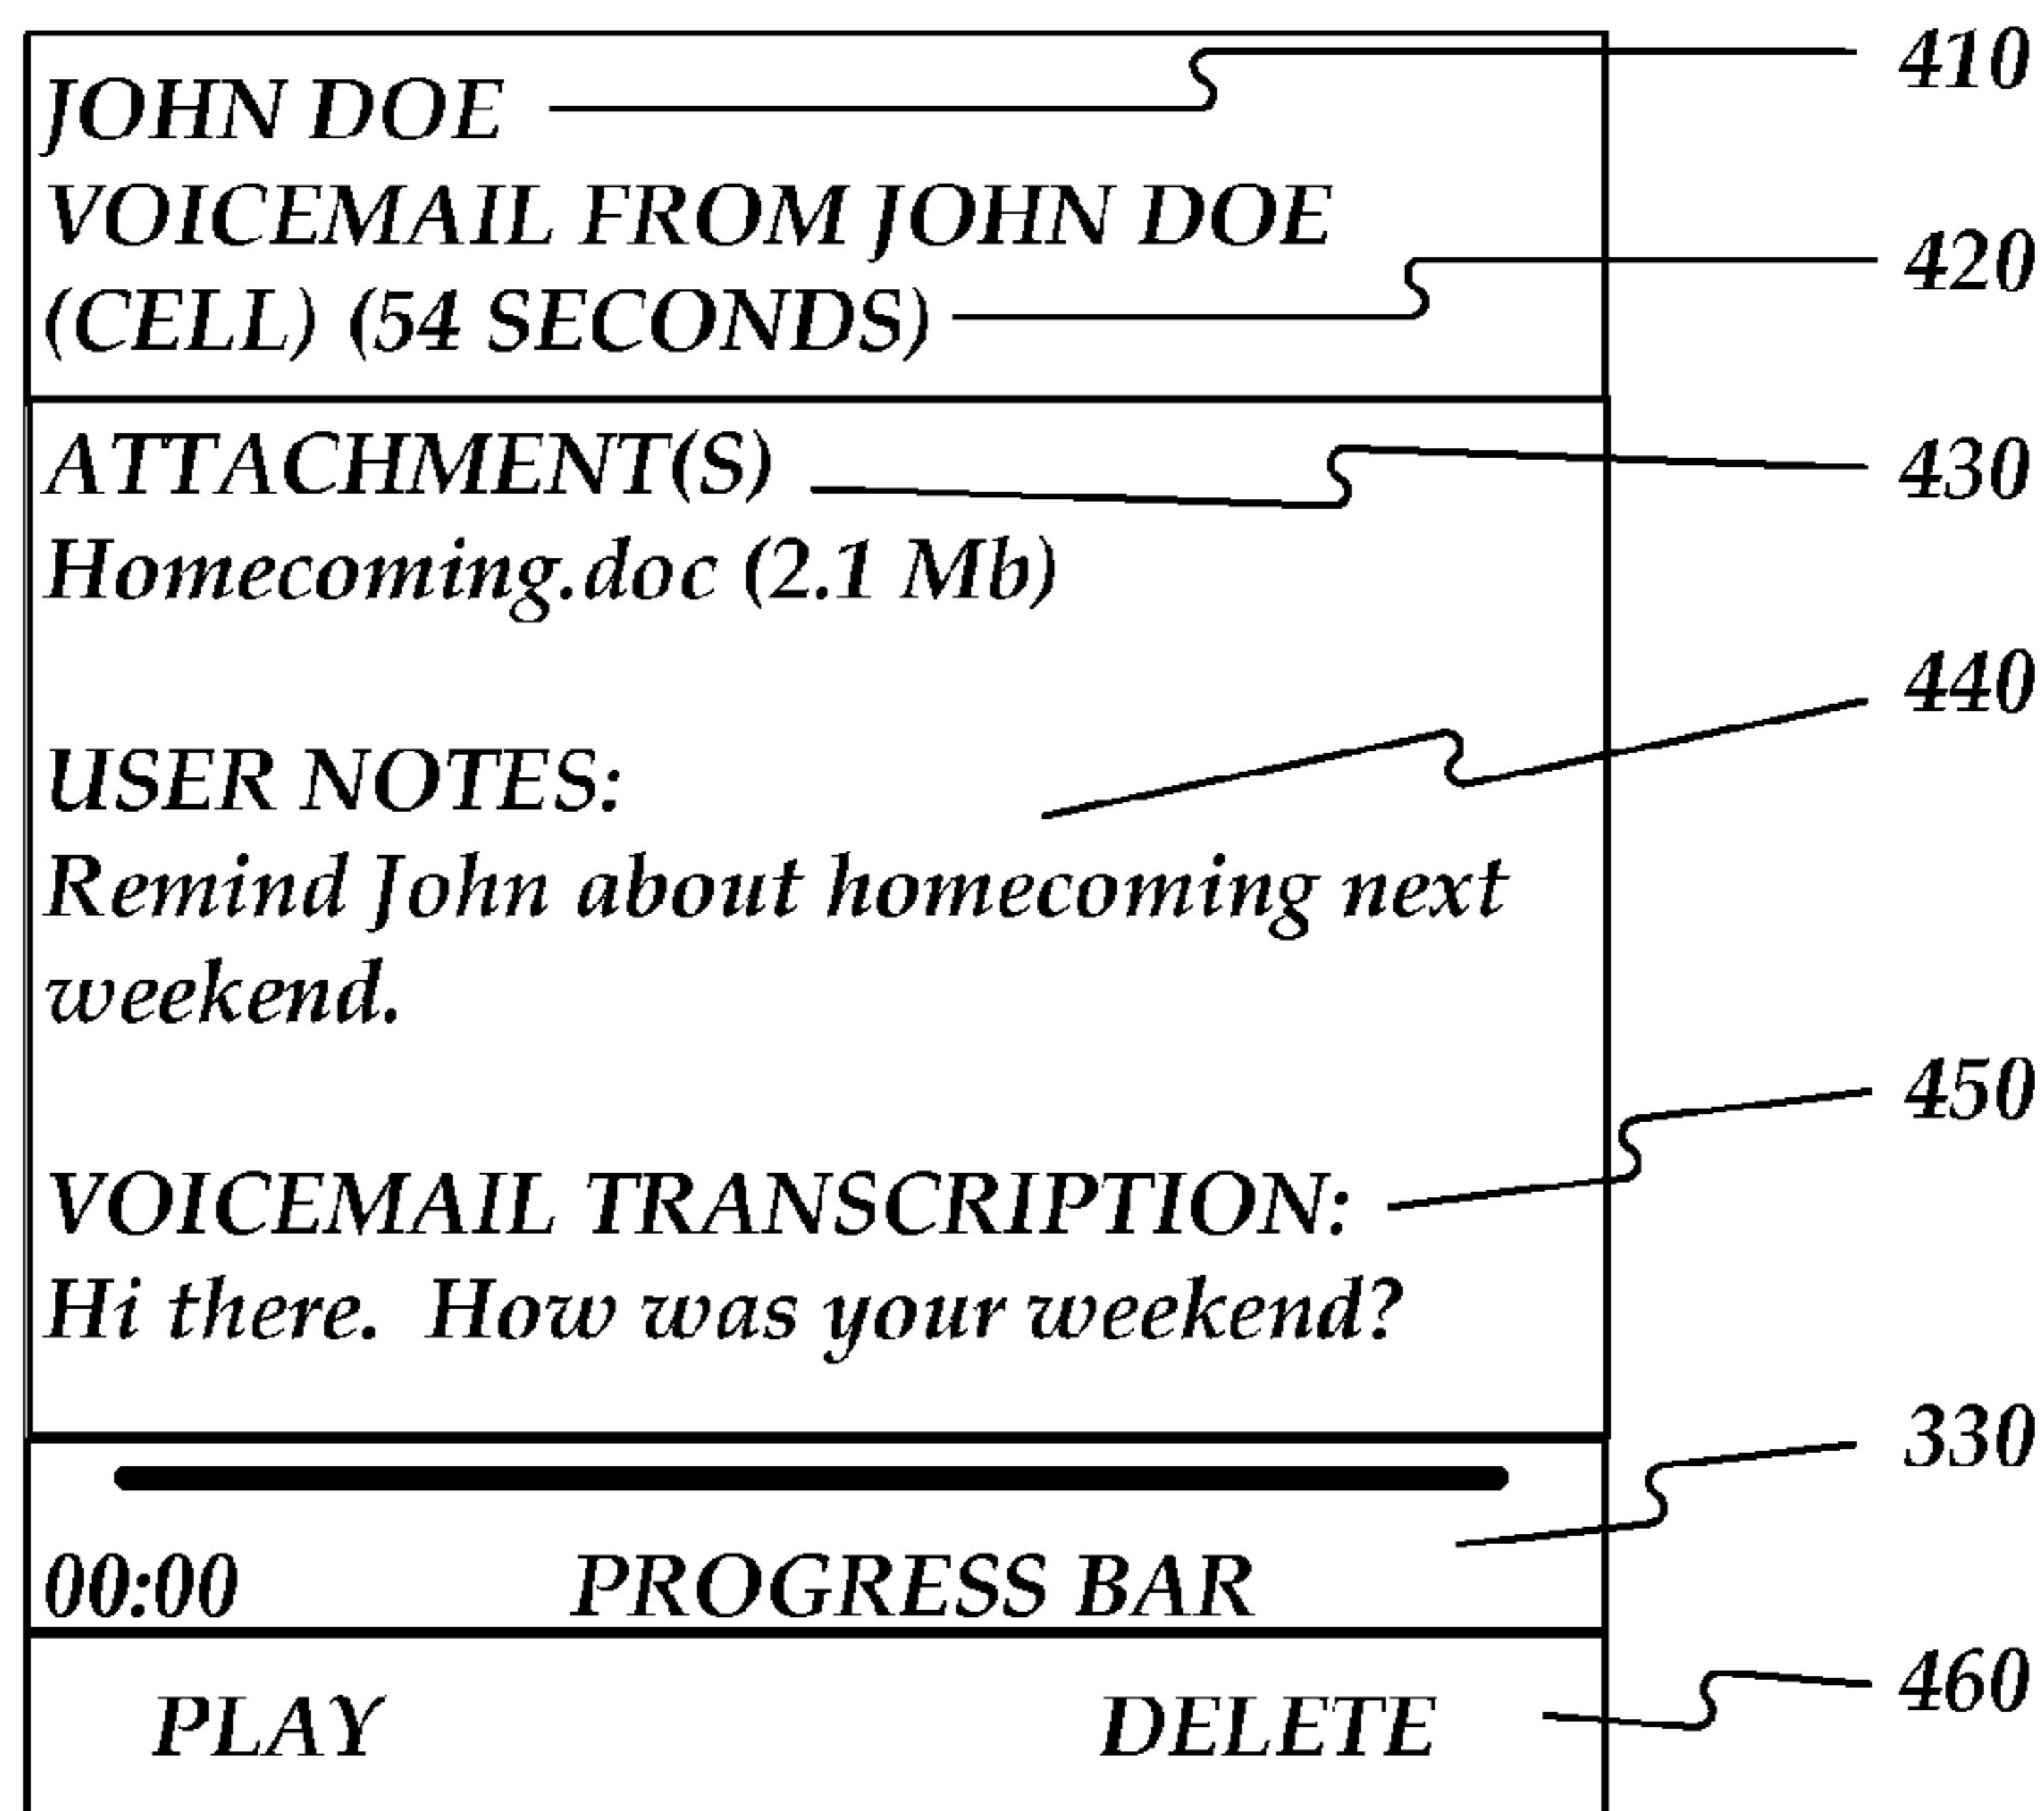 410
JOHN DOE
VOICEMAIL FROM JOHN DOE
420
(CELL) (54 SECONDS)
ATTACHMENT(S)
430
Homecoming.doc (2.1 Mb)
440
USER NOTES:
Remind John about homecoming next
weekend.
450
VOICEMAIL TRANSCRIPTION:
Hi there.  How was your weekend?
330
00:00 PROGRESS BAR
460
PLAY DELETE